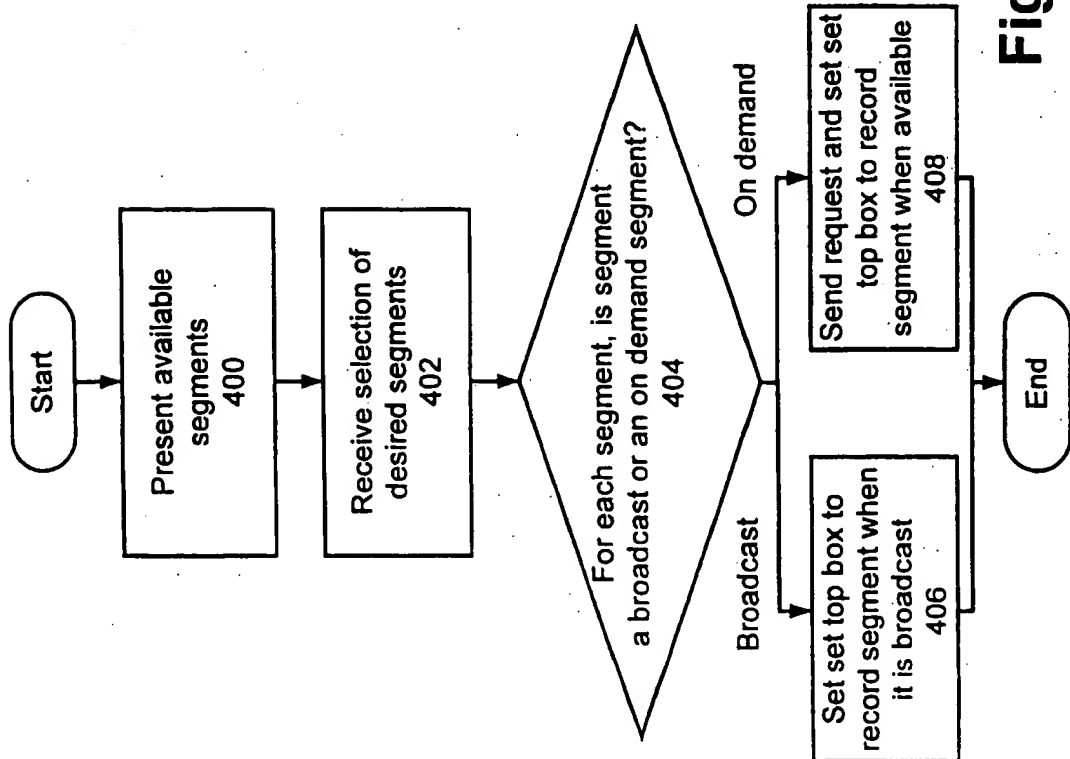 Start
Present available
segments
400
Receive selection of
desired segments
402
For each segment, is segment
a broadcast or an on demand segment?
404
Broadcast
On demand
Set set top box to
record segment when
it is broadcast
406
Send request and set set
top box to record
segment when available
408
End
Fig